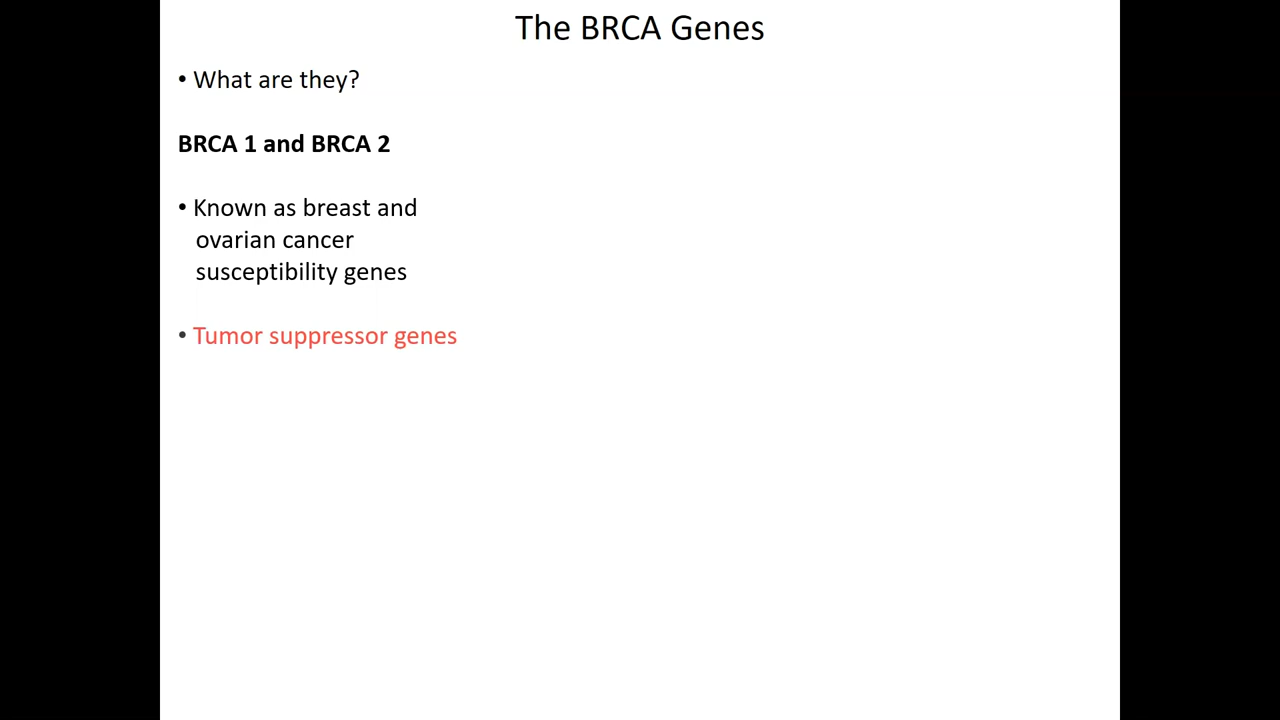 The BRCA Genes
• What are they?
BRCA 1 and BRCA 2
• Known as breast and
ovarian cancer
susceptibility genes
• Tumor suppressor genes